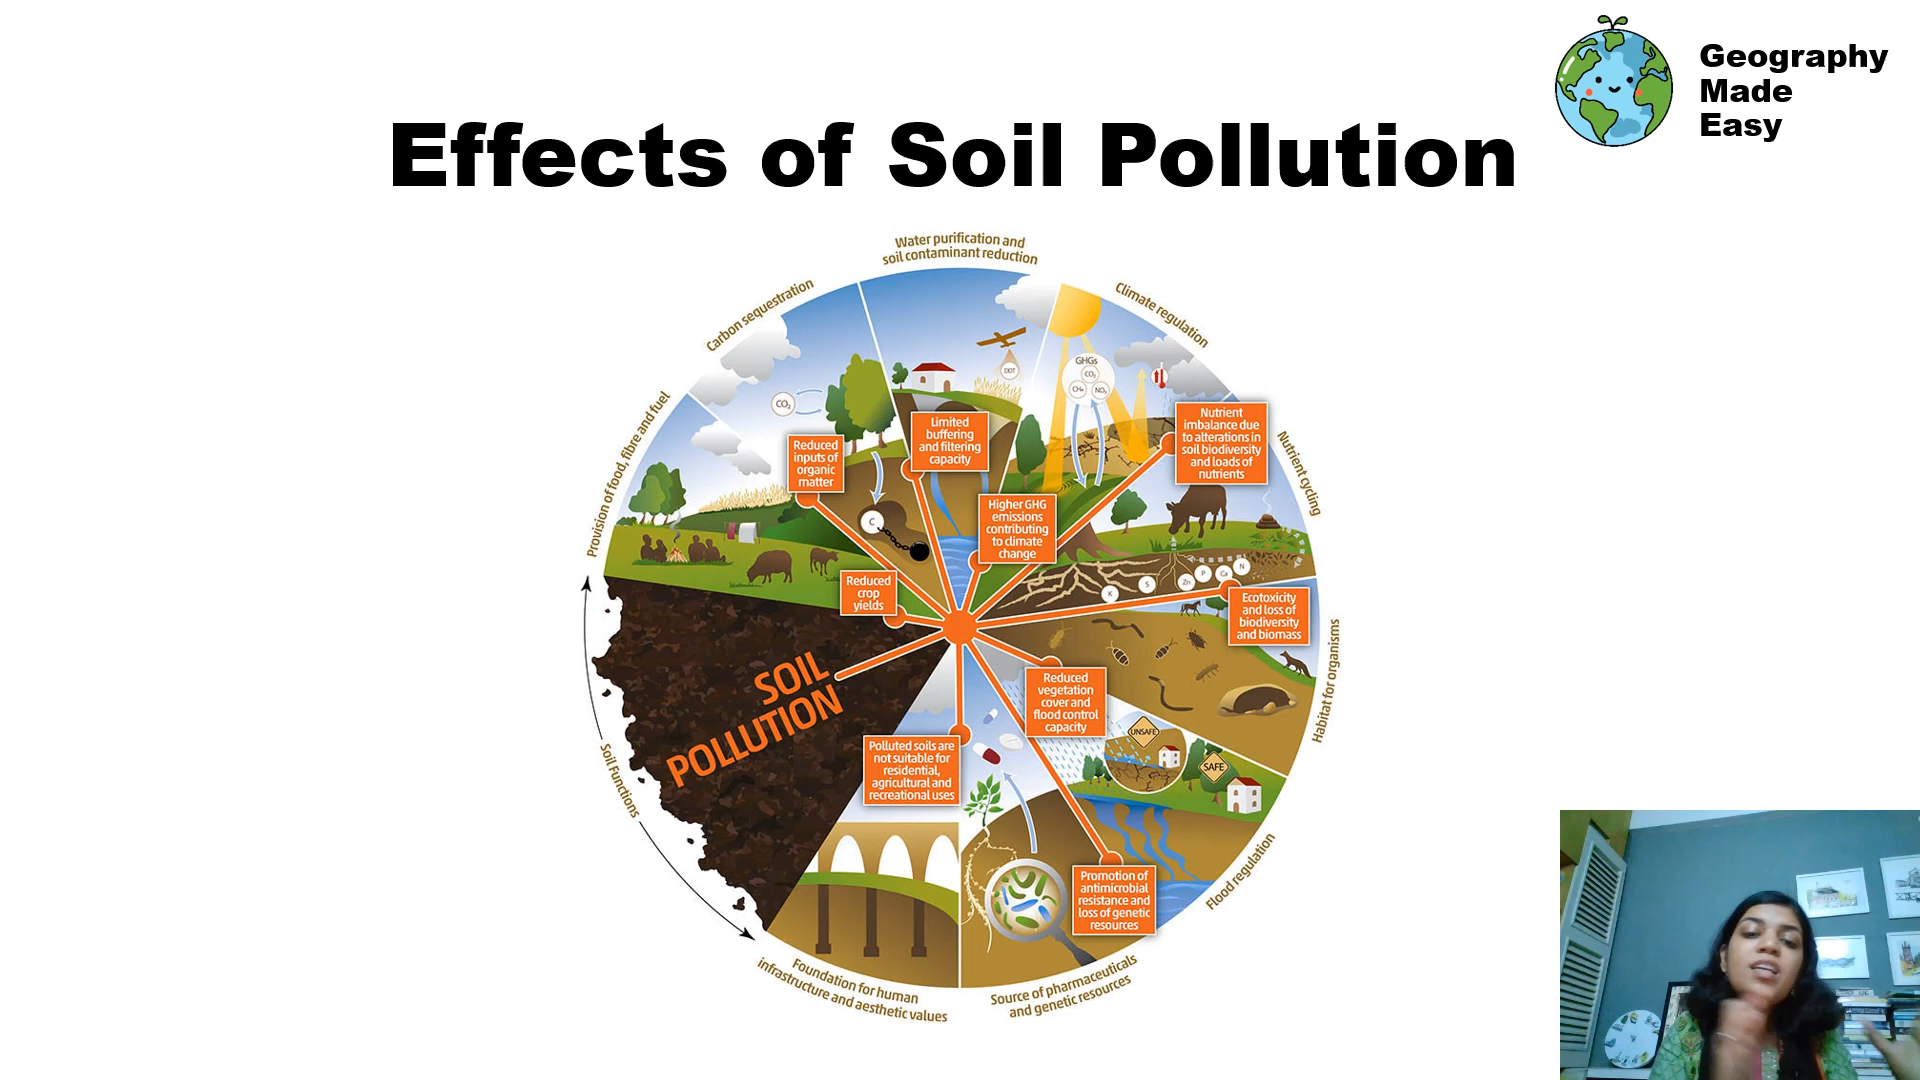 Geography
Made
Easy
Effects of Soil Pollution
Water purification and
soil contaminant reduction
Carbon sequestration
Climate regulation
Provision of food, fibre and fuel
Nutrient cycling
Habitat for organisms
Flood regulation
Source of pharmaceuticals
and genetic resources
Foundation for human
infrastructure and aesthetic values
Soil Functions
SOIL
POLLUTION
Reduced
inputs of
organic
matter
Limited
buffering
and filtering
capacity
Higher GHG
emissions
contributing
to climate
change
Nutrient
imbalance due
to alterations in
soil biodiversity
and loads of
nutrients
Reduced
crop
yields
Ecotoxicity
and loss of
biodiversity
and biomass
Reduced
vegetation
cover and
flood control
capacity
Polluted soils are
not suitable for
residential,
agricultural and
recreational uses
Promotion of
antimicrobial
resistance and
loss of genetic
resources
CO₂
C
DDT
GHGs
CO₂
CH₄
NOₓ
K
S
Zn
P
Ca
N
UNSAFE
SAFE